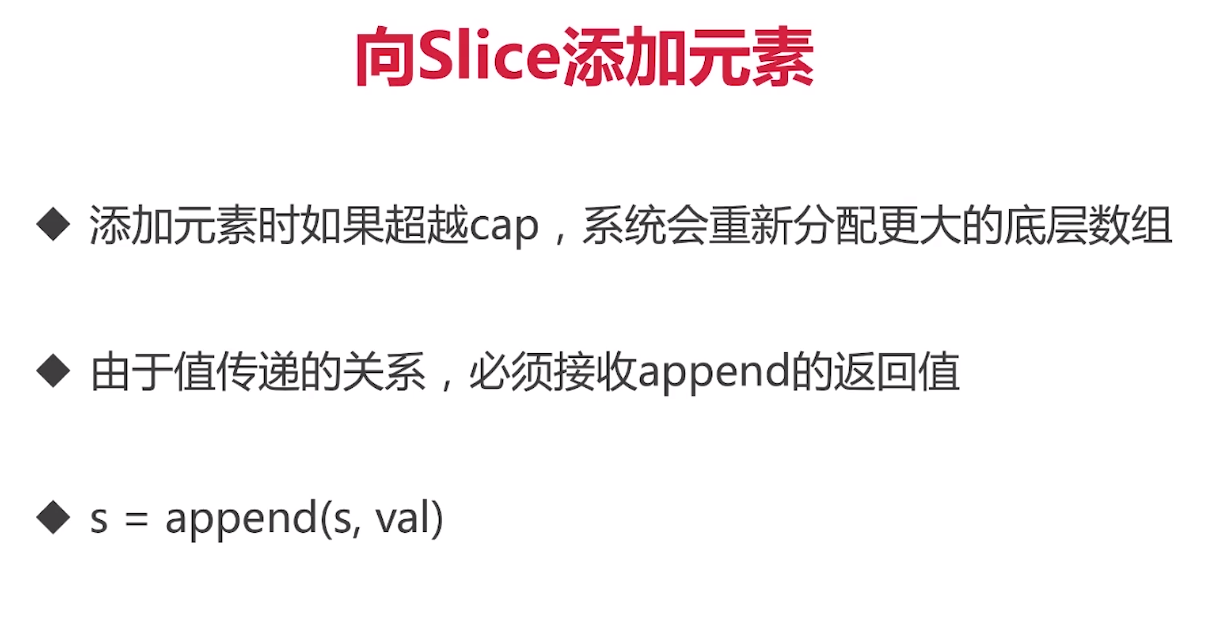 向Slice添加元素
◆ 添加元素时如果超越cap，系统会重新分配更大的底层数组
◆ 由于值传递的关系，必须接收append的返回值
◆ s = append(s, val)